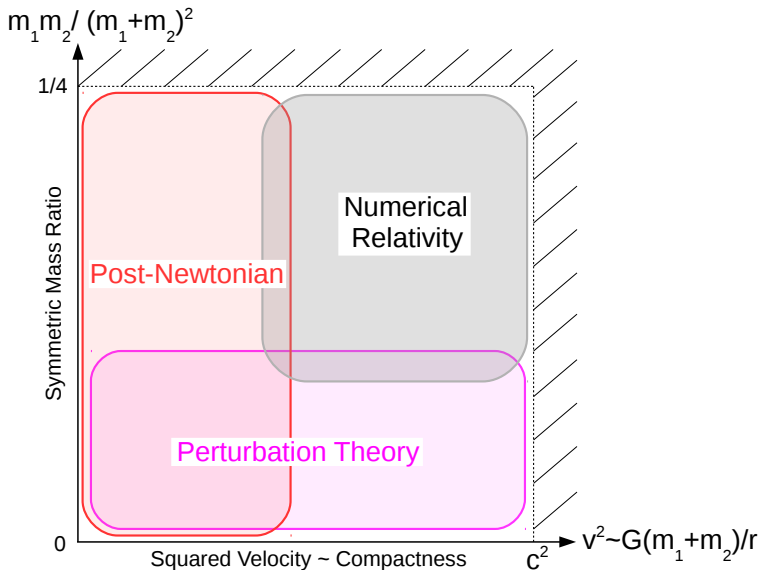 m₁m₂/ (m₁+m₂)²
1/4
Numerical
Relativity
Post-Newtonian
Symmetric Mass Ratio
Perturbation Theory
0
Squared Velocity ~ Compactness
c²
v²~G(m₁+m₂)/r